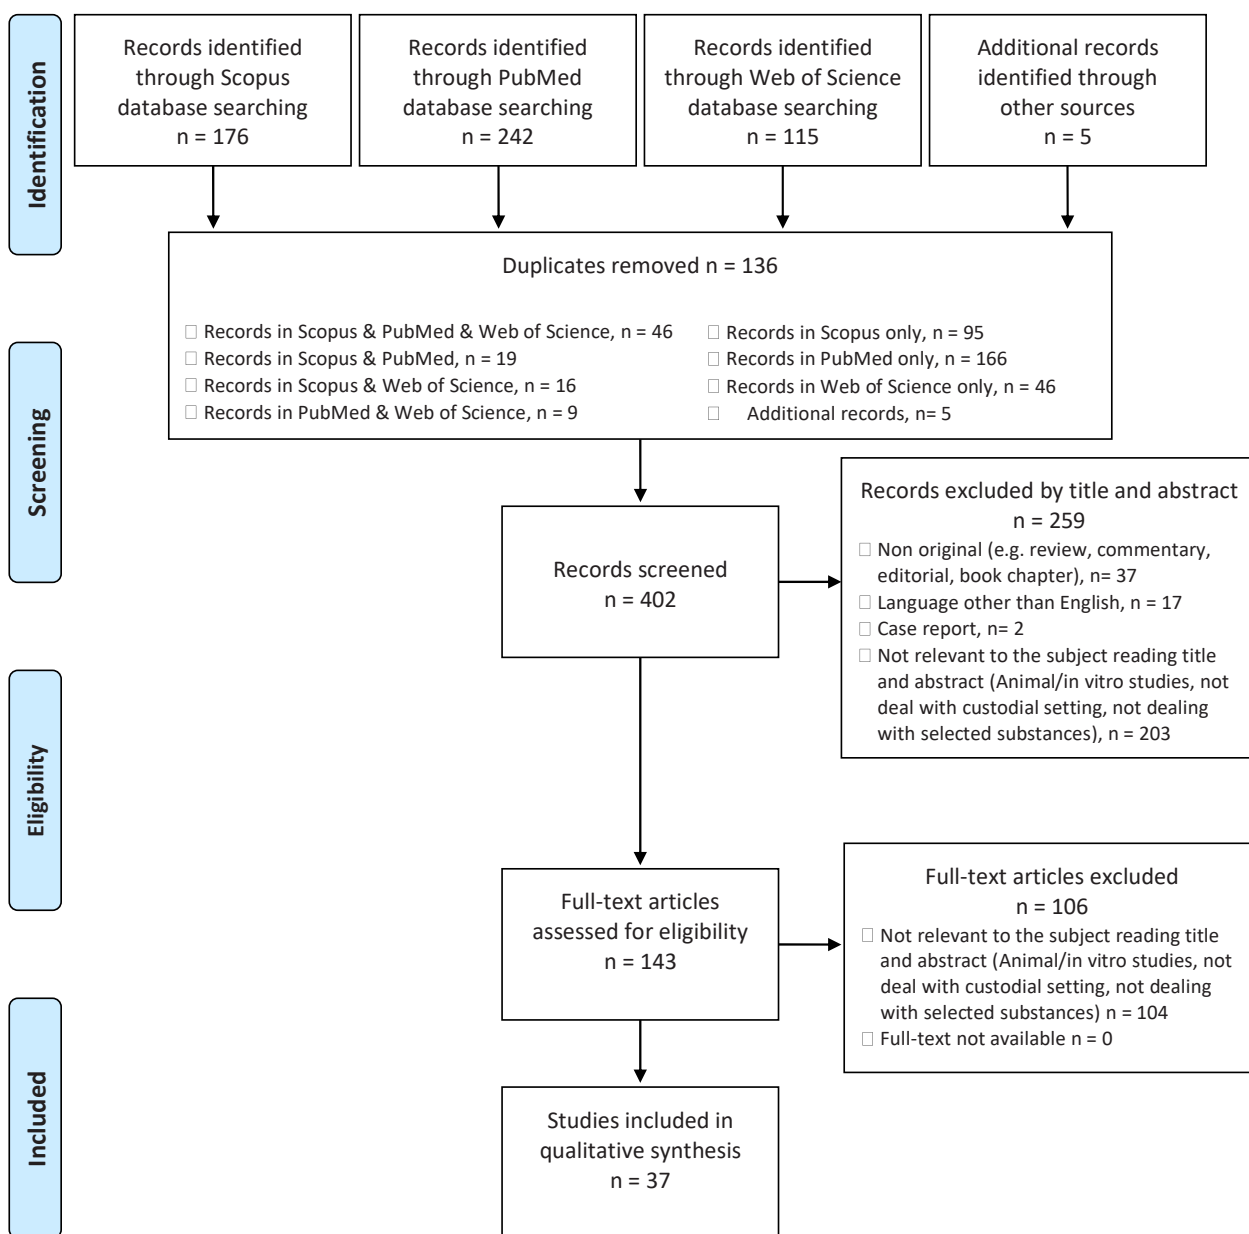 Identification
Records identified
through Scopus
database searching
n = 176
Records identified
through PubMed
database searching
n = 242
Records identified
through Web of Science
database searching
n = 115
Additional records
identified through
other sources
n = 5
Duplicates removed n = 136
□ Records in Scopus & PubMed & Web of Science, n = 46
□ Records in Scopus & PubMed, n = 19
□ Records in Scopus & Web of Science, n = 16
□ Records in PubMed & Web of Science, n = 9
□ Records in Scopus only, n = 95
□ Records in PubMed only, n = 166
□ Records in Web of Science only, n = 46
□ Additional records, n= 5
Screening
Records screened
n = 402
Records excluded by title and abstract
n = 259
□ Non original (e.g. review, commentary,
editorial, book chapter), n= 37
□ Language other than English, n = 17
□ Case report, n= 2
□ Not relevant to the subject reading title
and abstract (Animal/in vitro studies, not
deal with custodial setting, not dealing
with selected substances), n = 203
Eligibility
Full-text articles
assessed for eligibility
n = 143
Full-text articles excluded
n = 106
□ Not relevant to the subject reading title
and abstract (Animal/in vitro studies, not
deal with custodial setting, not dealing
with selected substances) n = 104
□ Full-text not available n = 0
Included
Studies included in
qualitative synthesis
n = 37